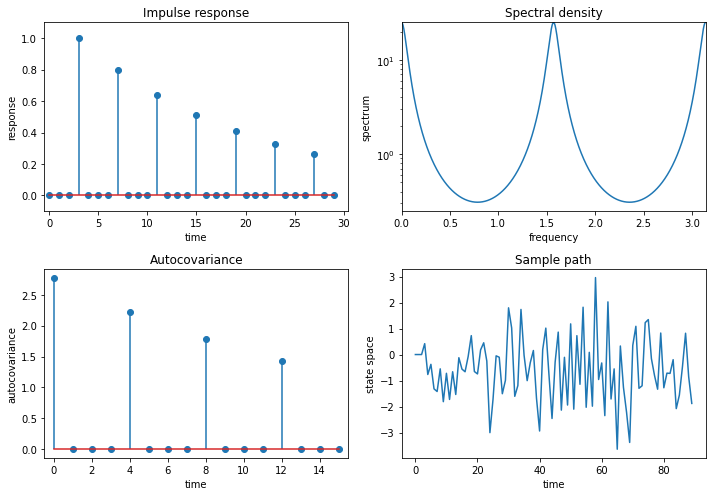 Impulse response
1.0
0.8
0.6
0.4
0.2
0.0
response
0 5 10 15 20 25 30
time
Spectral density
10¹
10⁰
spectrum
0.0 0.5 1.0 1.5 2.0 2.5 3.0
frequency
Autocovariance
2.5
2.0
1.5
1.0
0.5
0.0
autocovariance
0 2 4 6 8 10 12 14
time
Sample path
3
2
1
0
−1
−2
−3
state space
0 20 40 60 80
time